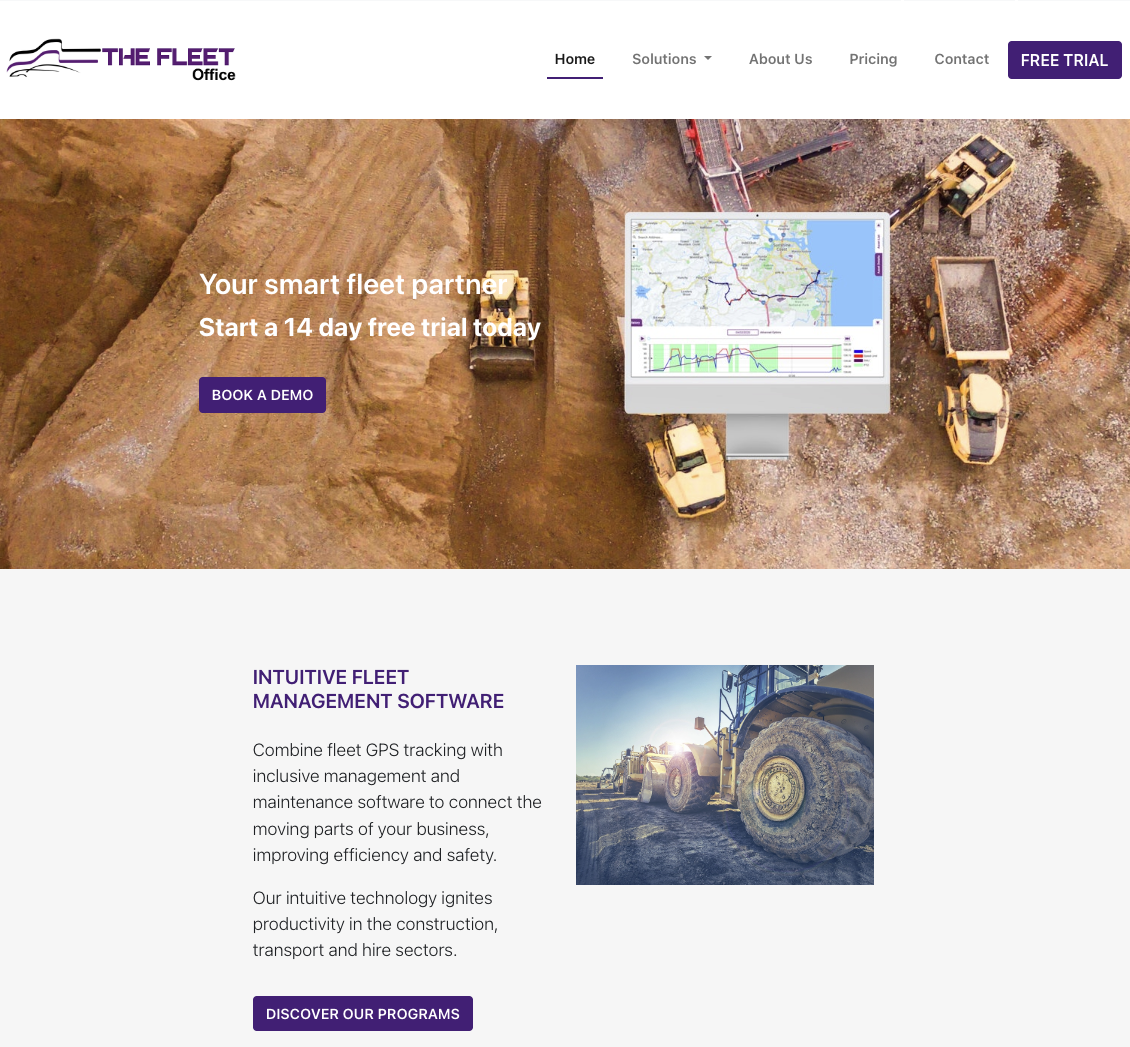 THE FLEET
Office
Home
Solutions
About Us
Pricing
Contact
FREE TRIAL
Your smart fleet partner
Start a 14 day free trial today
BOOK A DEMO
INTUITIVE FLEET
MANAGEMENT SOFTWARE
Combine fleet GPS tracking with
inclusive management and
maintenance software to connect the
moving parts of your business,
improving efficiency and safety.
Our intuitive technology ignites
productivity in the construction,
transport and hire sectors.
DISCOVER OUR PROGRAMS